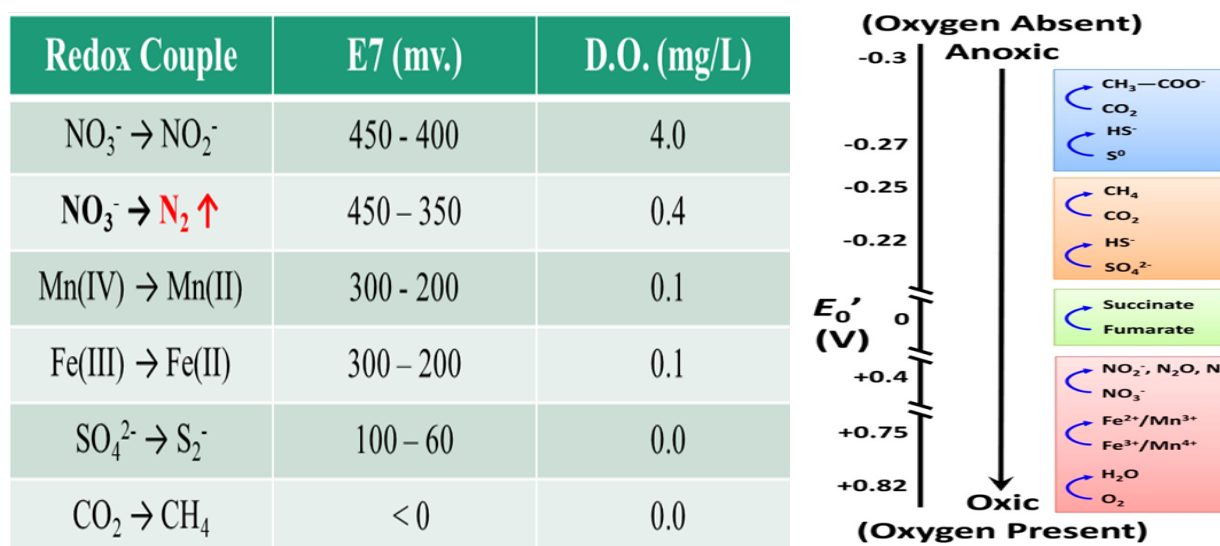 Redox Couple E7 (mv.) D.O. (mg/L)
NO₃⁻ → NO₂⁻ 450 - 400 4.0
NO₃⁻ → N₂ ↑ 450 – 350 0.4
Mn(IV) → Mn(II) 300 - 200 0.1
Fe(III) → Fe(II) 300 – 200 0.1
SO₄²⁻ → S₂⁻ 100 – 60 0.0
CO₂ → CH₄ < 0 0.0
(Oxygen Absent)
Anoxic
-0.3
CH₃—COO⁻
CO₂
HS⁻
S⁰
-0.27
-0.25
CH₄
CO₂
HS⁻
SO₄²⁻
-0.22
E₀’
(V)
0
Succinate
Fumarate
+0.4
NO₂⁻, N₂O, N
NO₃⁻
Fe²⁺/Mn³⁺
Fe³⁺/Mn⁴⁺
+0.75
H₂O
O₂
+0.82
Oxic
(Oxygen Present)